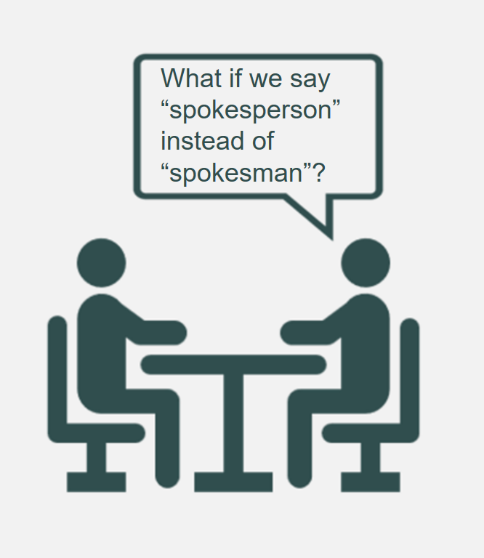 What if we say
“spokesperson”
instead of
“spokesman”?